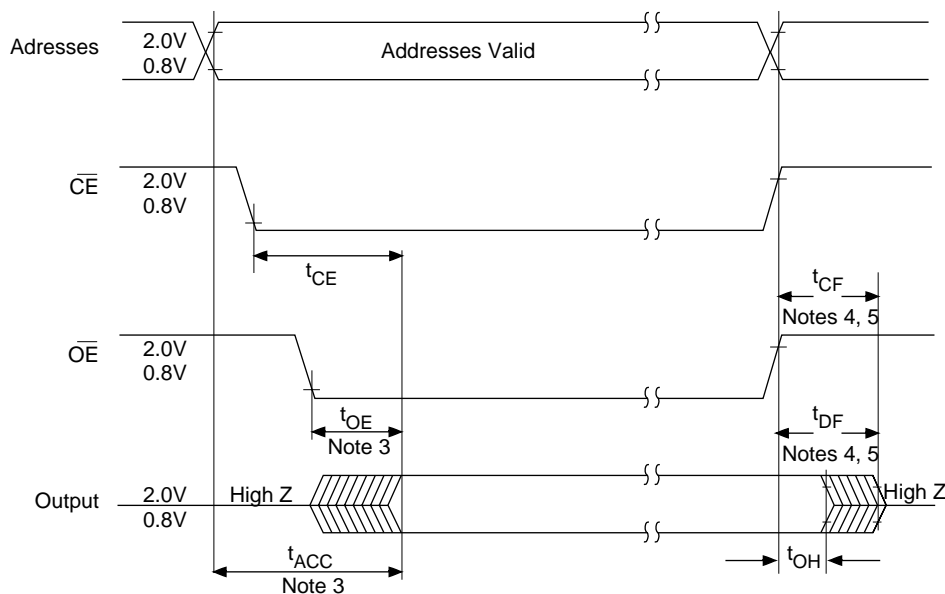 Adresses
2.0V
0.8V
Addresses Valid
CE
2.0V
0.8V
tCE
tCF
Notes 4, 5
OE
2.0V
0.8V
tOE
Note 3
tDF
Notes 4, 5
Output
2.0V
0.8V
High Z
High Z
tACC
Note 3
tOH